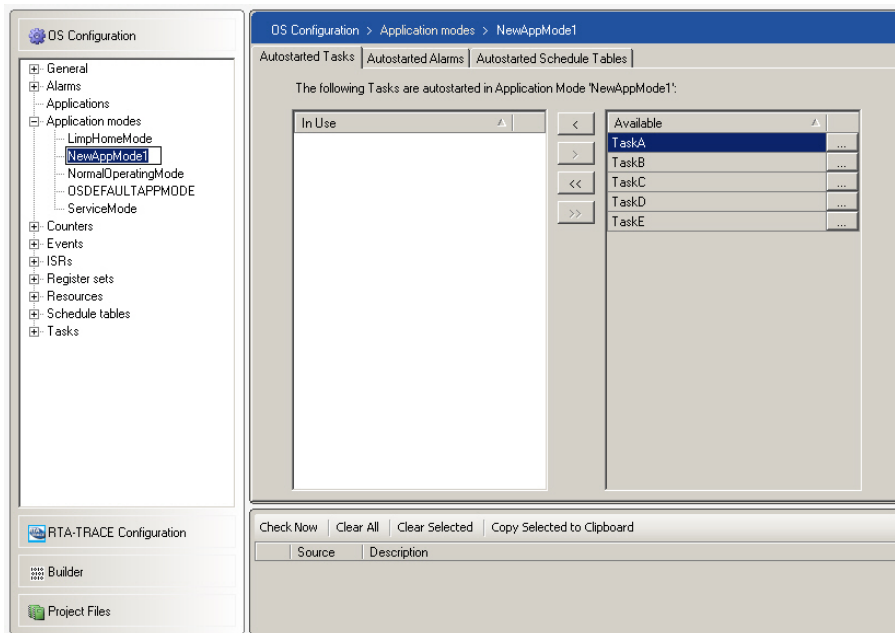 OS Configuration
General
Alarms
Applications
Application modes
LimpHomeMode
NewAppMode1
NormalOperatingMode
OSDEFAULTAPPMODE
ServiceMode
Counters
Events
ISRs
Register sets
Resources
Schedule tables
Tasks
RTA-TRACE Configuration
Builder
Project Files
OS Configuration > Application modes > NewAppMode1
Autostarted Tasks Autostarted Alarms Autostarted Schedule Tables
The following Tasks are autostarted in Application Mode 'NewAppMode1':
In Use
<
>
<<
>>
Available
TaskA ...
TaskB ...
TaskC ...
TaskD ...
TaskE ...
Check Now Clear All Clear Selected Copy Selected to Clipboard
Source Description